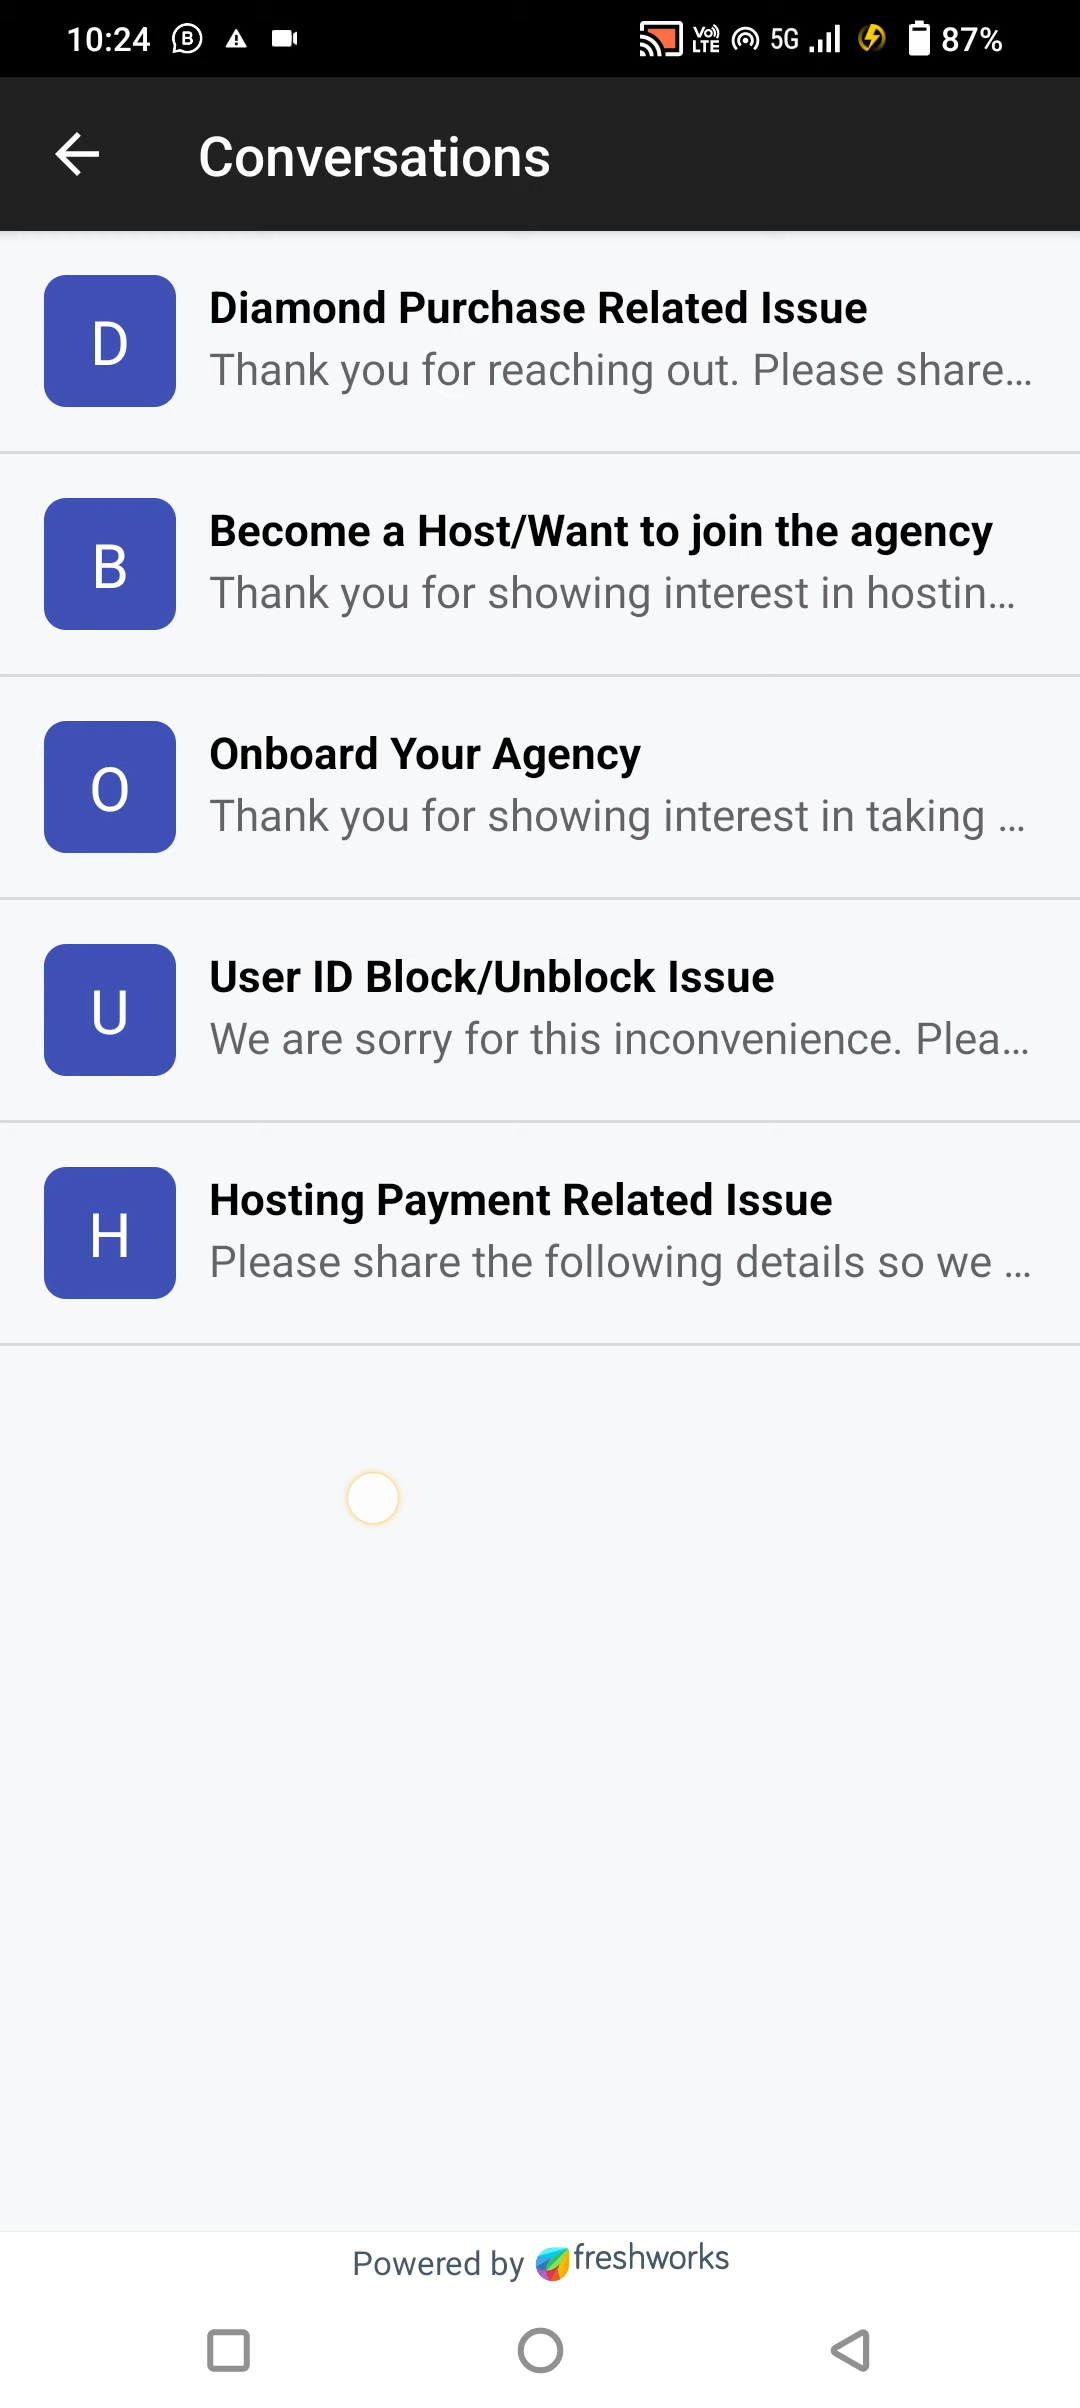 10:24 B VoLTE 5G 87%
Conversations
D
Diamond Purchase Related Issue
Thank you for reaching out. Please share...
B
Become a Host/Want to join the agency
Thank you for showing interest in hostin...
O
Onboard Your Agency
Thank you for showing interest in taking ...
U
User ID Block/Unblock Issue
We are sorry for this inconvenience. Plea...
H
Hosting Payment Related Issue
Please share the following details so we ...
Powered by freshworks